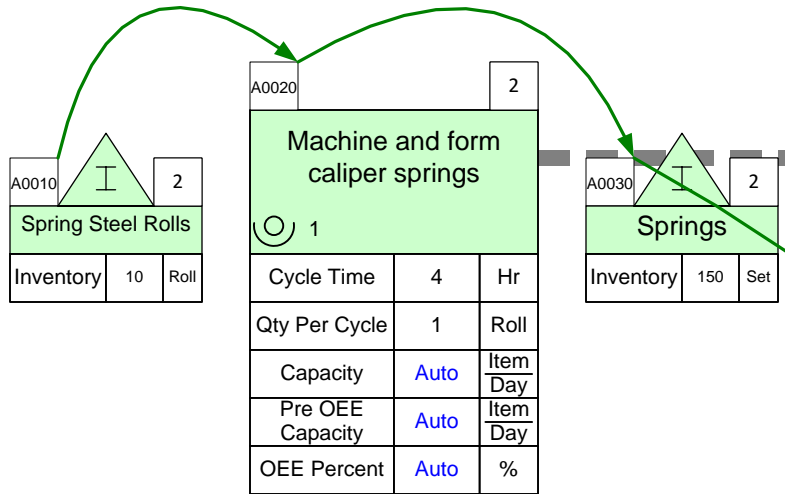 A0010
2
Spring Steel Rolls
Inventory 10 Roll
A0020
2
Machine and form
caliper springs
1
Cycle Time 4 Hr
Qty Per Cycle 1 Roll
Capacity Auto Item
Day
Pre OEE
Capacity Auto Item
Day
OEE Percent Auto %
A0030
2
Springs
Inventory 150 Set